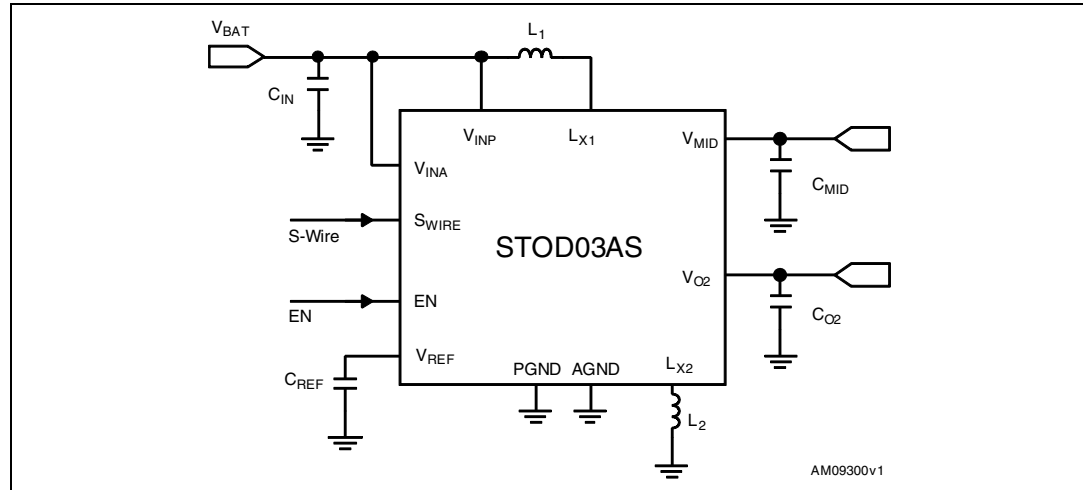 VBAT
L1
CIN
VINP
LX1
VMID
VINA
CMID
SWIRE
S-Wire
STOD03AS
VO2
EN
EN
CO2
VREF
PGND AGND
LX2
CREF
L2
AM09300v1